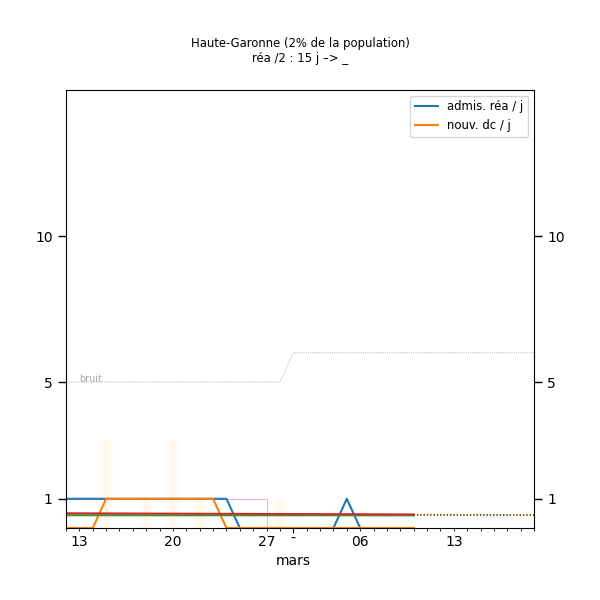 Haute-Garonne (2% de la population)
réa /2 : 15 j –> _
admis. réa / j
nouv. dc / j
10 10
bruit
5 5
1 1
13 20 27 - 06 13
mars